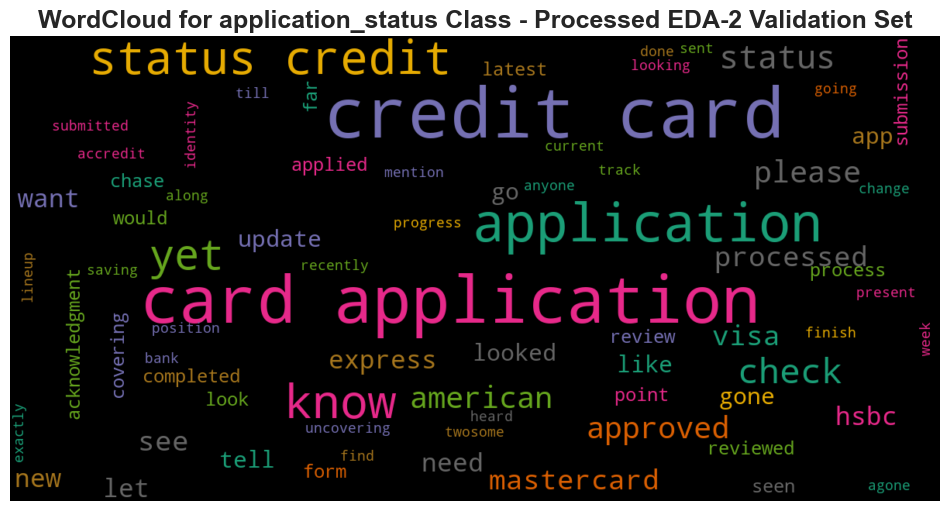 WordCloud for application_status Class - Processed EDA-2 Validation Set
status credit
done
sent
status
submission
latest
looking
going
till
far
credit card
submitted
identity
app
accredit
applied
current
mention
track
please
chase
want
along
go
anyone
change
would
progress
application
yet
update
processed
lineup
saving
recently
process
acknowledgment
card application
present
covering
position
review
visa
finish
week
bank
express
looked
like
check
completed
look
know
american
point
gone
heard
hsbc
exactly
uncovering
twosome
approved
see
reviewed
tell
find
need
new
form
mastercard
let
seen
agone